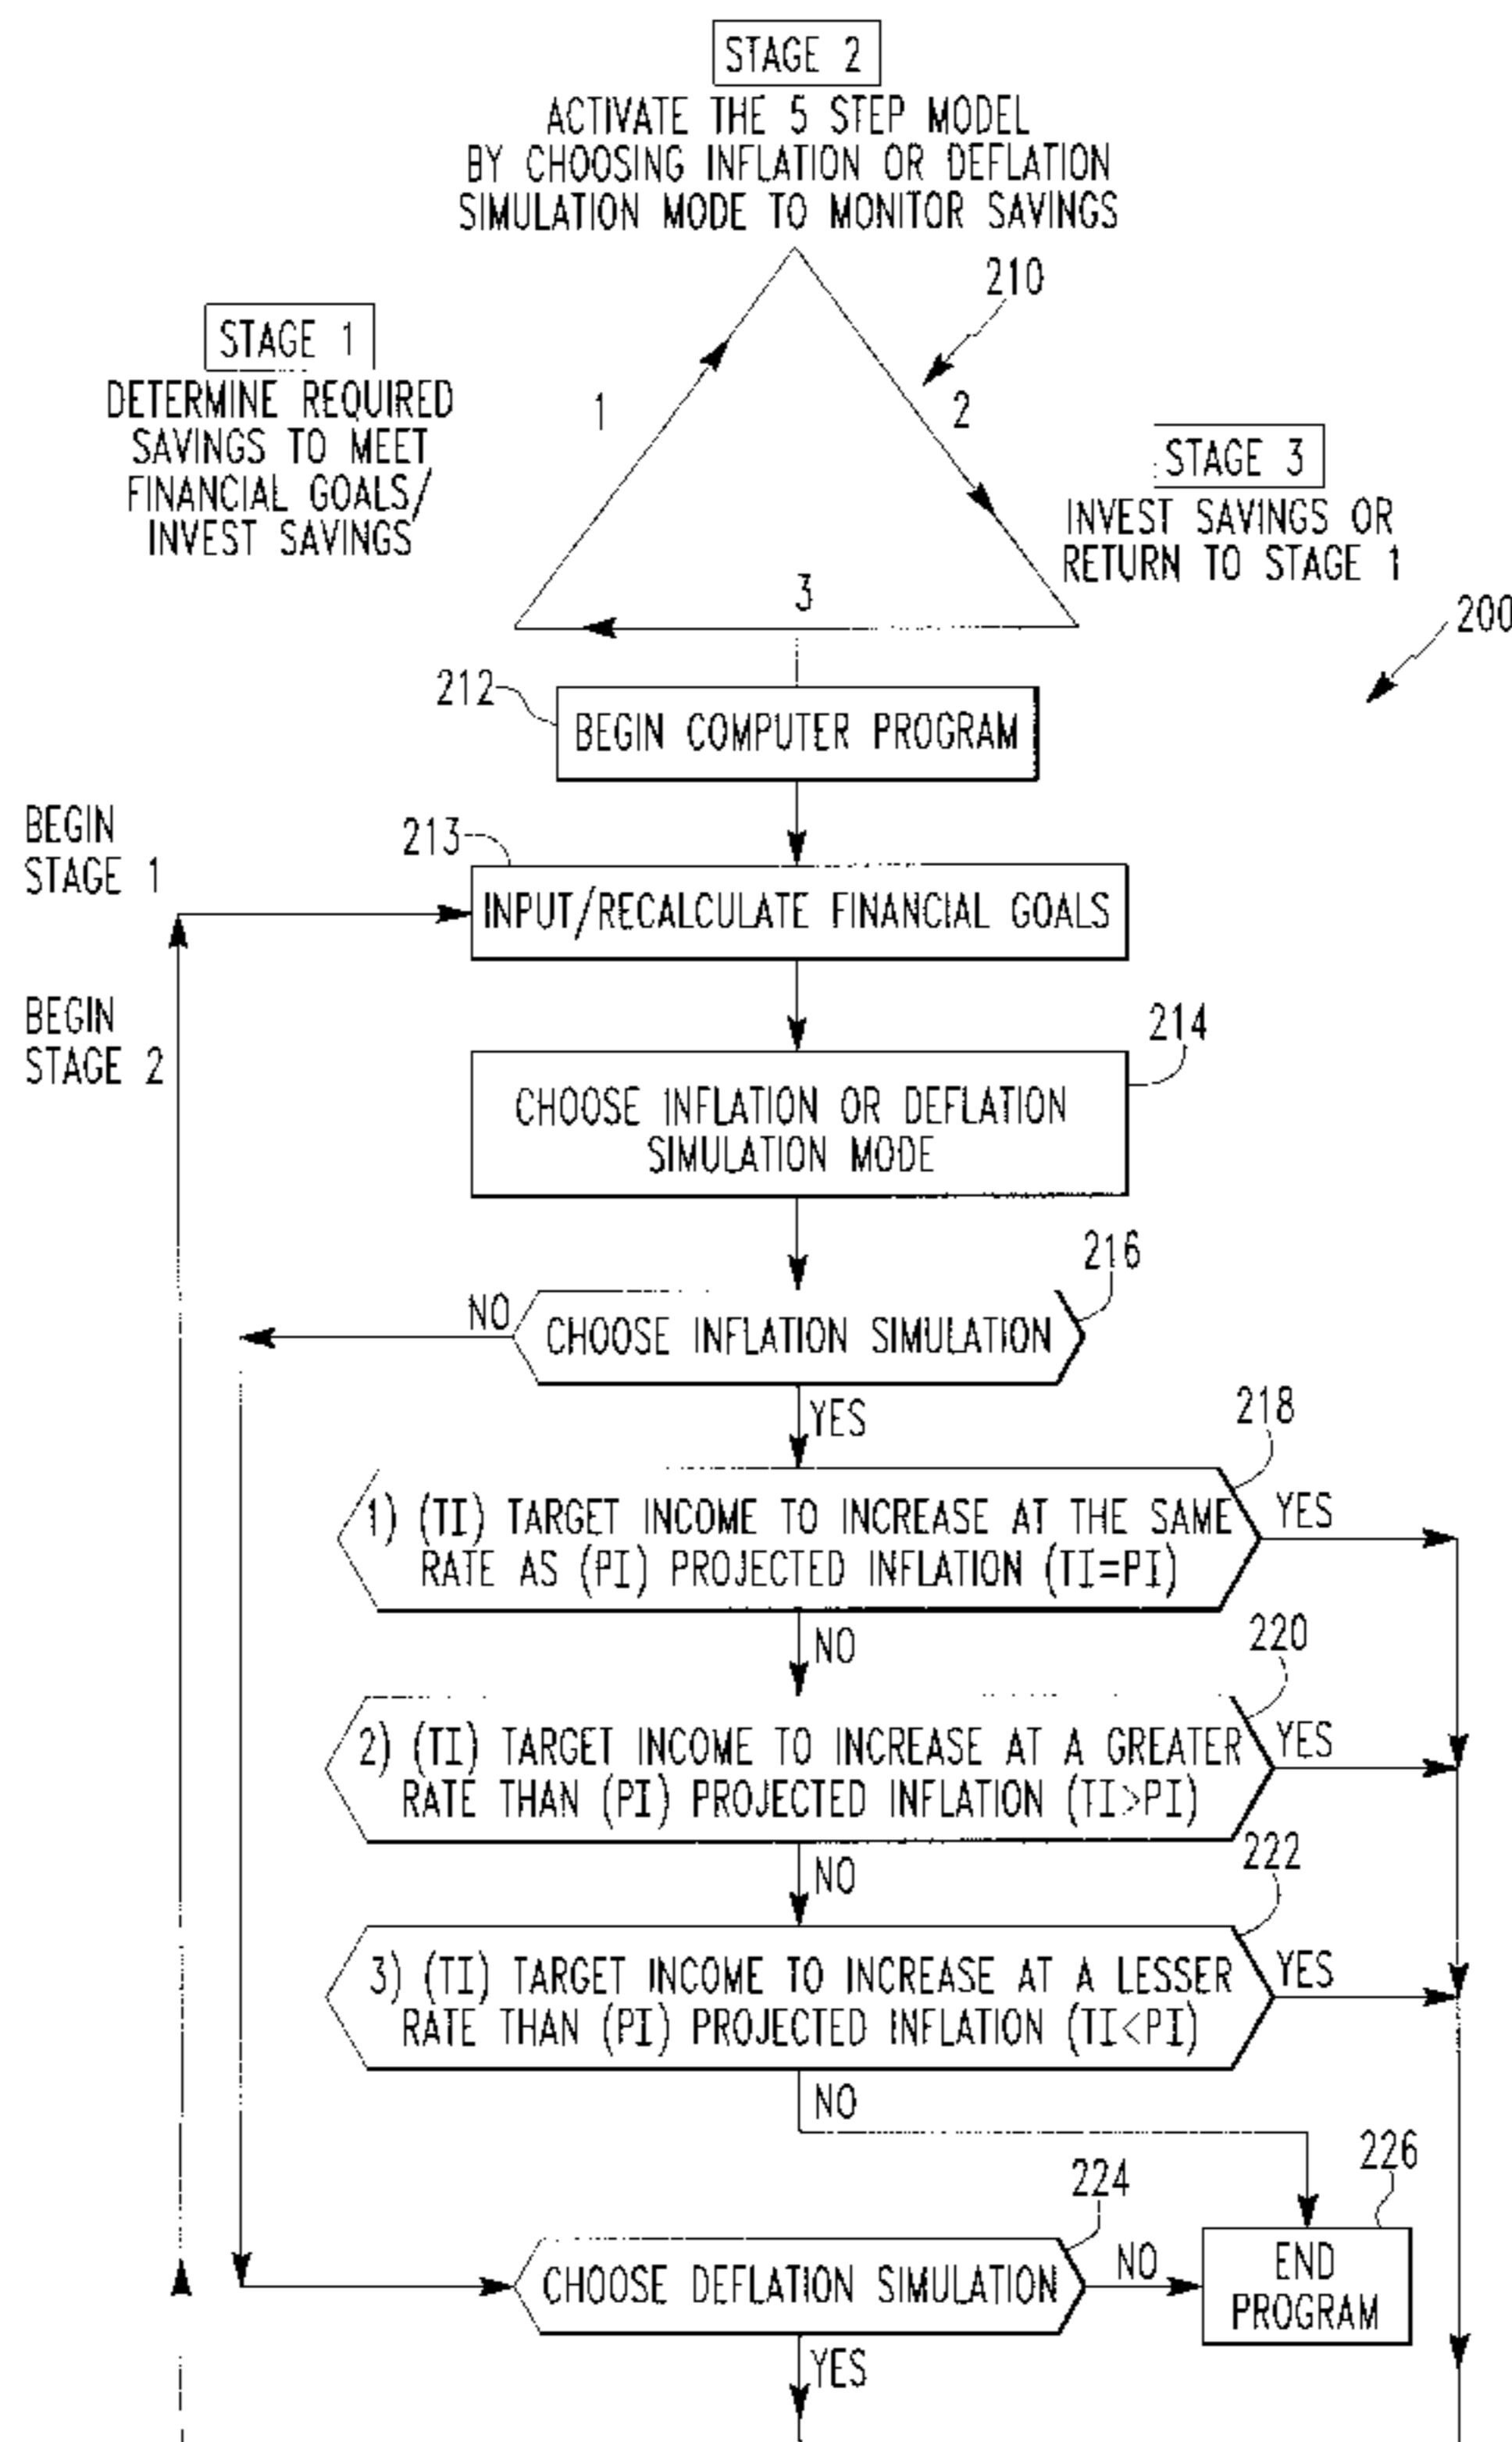 STAGE 2
ACTIVATE THE 5 STEP MODEL
BY CHOOSING INFLATION OR DEFLATION
SIMULATION MODE TO MONITOR SAVINGS
210
STAGE 1
DETERMINE REQUIRED
SAVINGS TO MEET
FINANCIAL GOALS/
INVEST SAVINGS
1
2
STAGE 3
INVEST SAVINGS OR
RETURN TO STAGE 1
3
200
212
BEGIN COMPUTER PROGRAM
BEGIN
STAGE 1
213
INPUT/RECALCULATE FINANCIAL GOALS
BEGIN
STAGE 2
214
CHOOSE INFLATION OR DEFLATION
SIMULATION MODE
216
NO
CHOOSE INFLATION SIMULATION
YES
218
1) (TI) TARGET INCOME TO INCREASE AT THE SAME
RATE AS (PI) PROJECTED INFLATION (TI=PI)
YES
NO
220
2) (TI) TARGET INCOME TO INCREASE AT A GREATER
RATE THAN (PI) PROJECTED INFLATION (TI>PI)
YES
NO
222
3) (TI) TARGET INCOME TO INCREASE AT A LESSER
RATE THAN (PI) PROJECTED INFLATION (TI<PI)
YES
NO
224
226
CHOOSE DEFLATION SIMULATION
NO
END
PROGRAM
YES